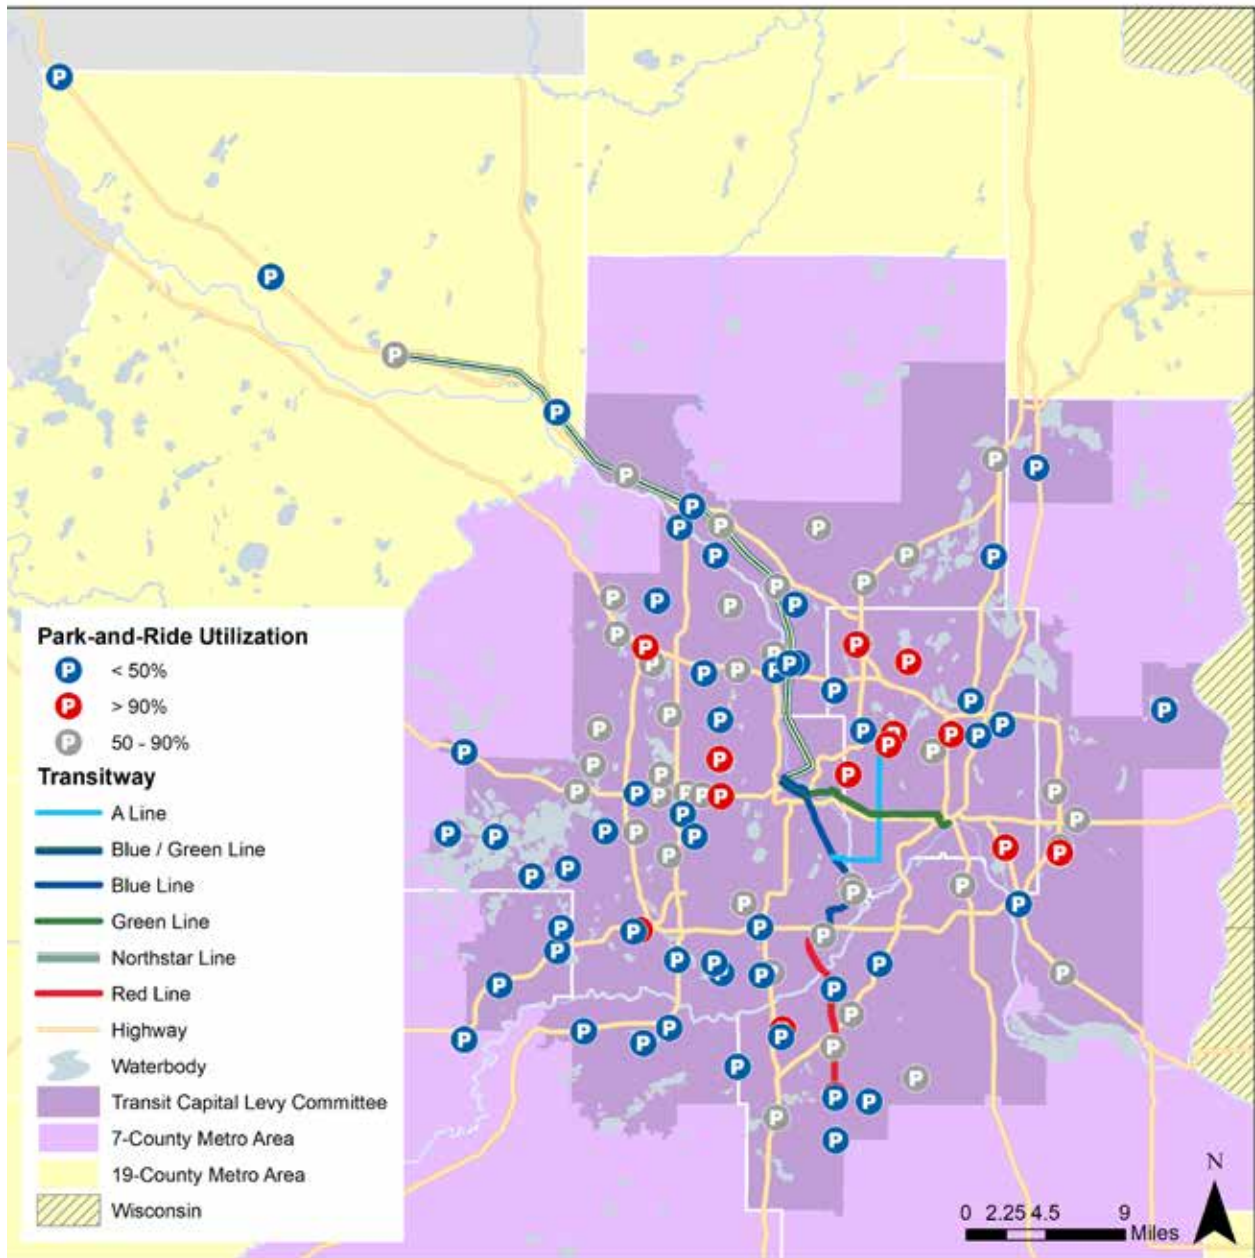 Park-and-Ride Utilization
P < 50%
P > 90%
P 50 - 90%
Transitway
A Line
Blue / Green Line
Blue Line
Green Line
Northstar Line
Red Line
Highway
Waterbody
Transit Capital Levy Committee
7-County Metro Area
19-County Metro Area
Wisconsin
N
0 2.25 4.5 9
Miles